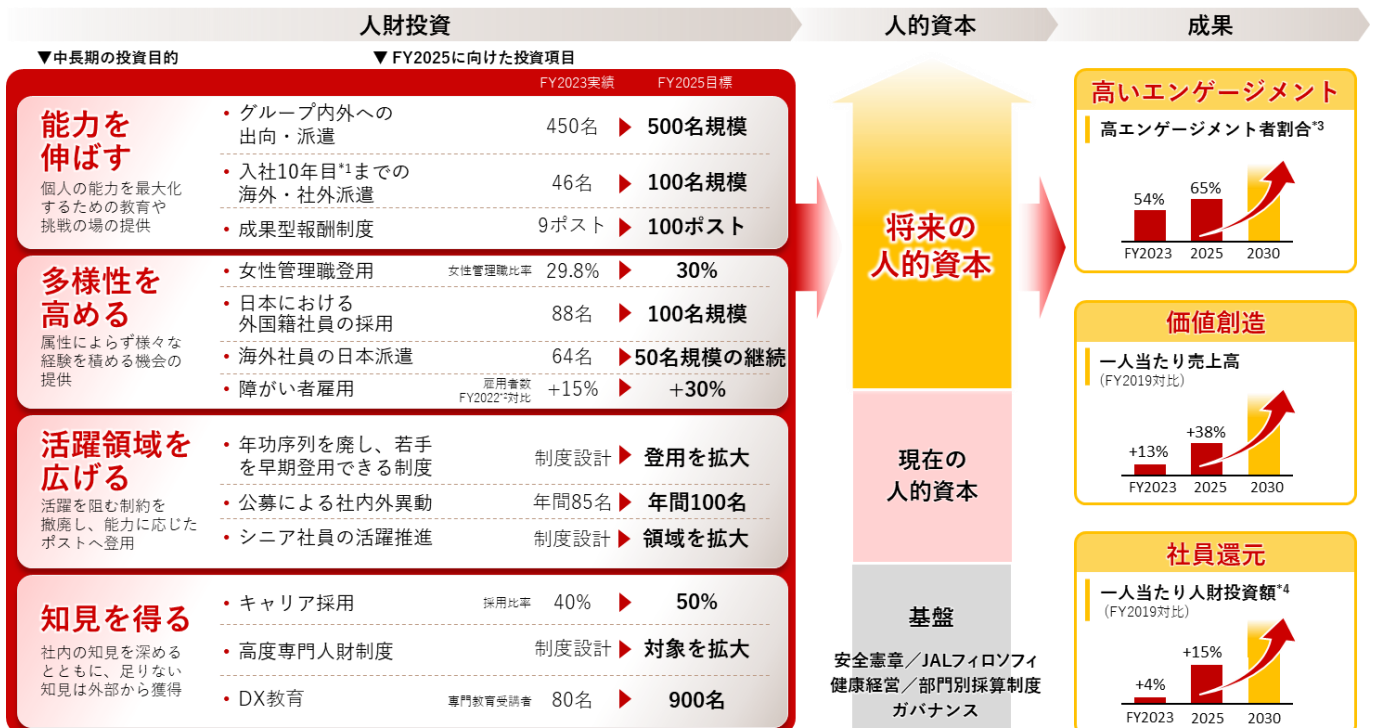 人財投資
人的資本
成果
▼中長期の投資目的
▼ FY2025に向けた投資項目
FY2023実績
FY2025目標
能力を
伸ばす
個人の能力を最大化
するための教育や
挑戦の場の提供
・グループ内外への
出向・派遣
450名
500名規模
・入社10年目*1までの
海外・社外派遣
46名
100名規模
・成果型報酬制度
9ポスト
100ポスト
多様性を
高める
属性によらず様々な
経験を積める機会の
提供
・女性管理職登用
女性管理職比率 29.8%
30%
・日本における
外国籍社員の採用
88名
100名規模
・海外社員の日本派遣
64名
50名規模の継続
・障がい者雇用
雇用者数
FY2022*2対比
+15%
+30%
活躍領域を
広げる
活躍を阻む制約を
撤廃し、能力に応じた
ポストへ登用
・年功序列を廃し、若手
を早期登用できる制度
制度設計
登用を拡大
・公募による社内外異動
年間85名
年間100名
・シニア社員の活躍推進
制度設計
領域を拡大
知見を得る
社内の知見を深める
とともに、足りない
知見は外部から獲得
・キャリア採用
採用比率 40%
50%
・高度専門人財制度
制度設計
対象を拡大
・DX教育
専門教育受講者 80名
900名
将来の
人的資本
現在の
人的資本
基盤
安全憲章／JALフィロソフィ
健康経営／部門別採算制度
ガバナンス
高いエンゲージメント
高エンゲージメント者割合*3
54%
65%
FY2023 2025 2030
価値創造
一人当たり売上高
(FY2019対比)
+13%
+38%
FY2023 2025 2030
社員還元
一人当たり人財投資額*4
(FY2019対比)
+4%
+15%
FY2023 2025 2030